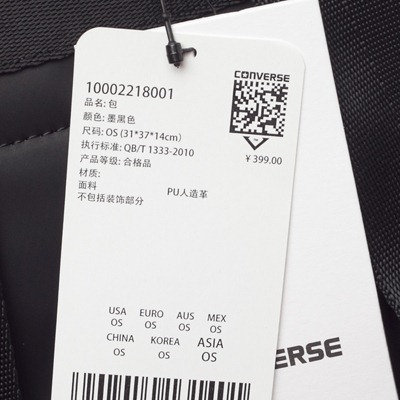 CONVERSE
10002218001
品名: 包
颜色: 墨黑色
尺码: OS (31*37*14cm)
执行标准: QB/T 1333-2010
¥ 399.00
产品等级: 合格品
材质:
面料 PU人造革
不包括装饰部分
USA EURO AUS MEX
OS OS OS OS
CHINA KOREA ASIA
OS OS OS
VERSE